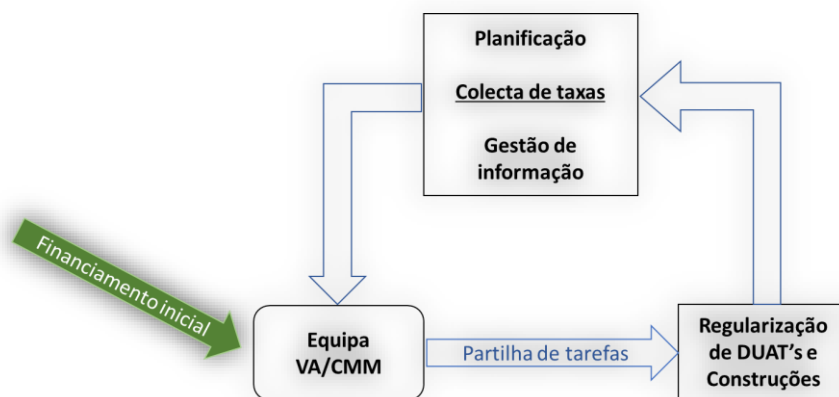 Planificação
Colecta de taxas
Gestão de
informação
Financiamento inicial
Equipa
VA/CMM
Partilha de tarefas
Regularização
de DUAT's e
Construções